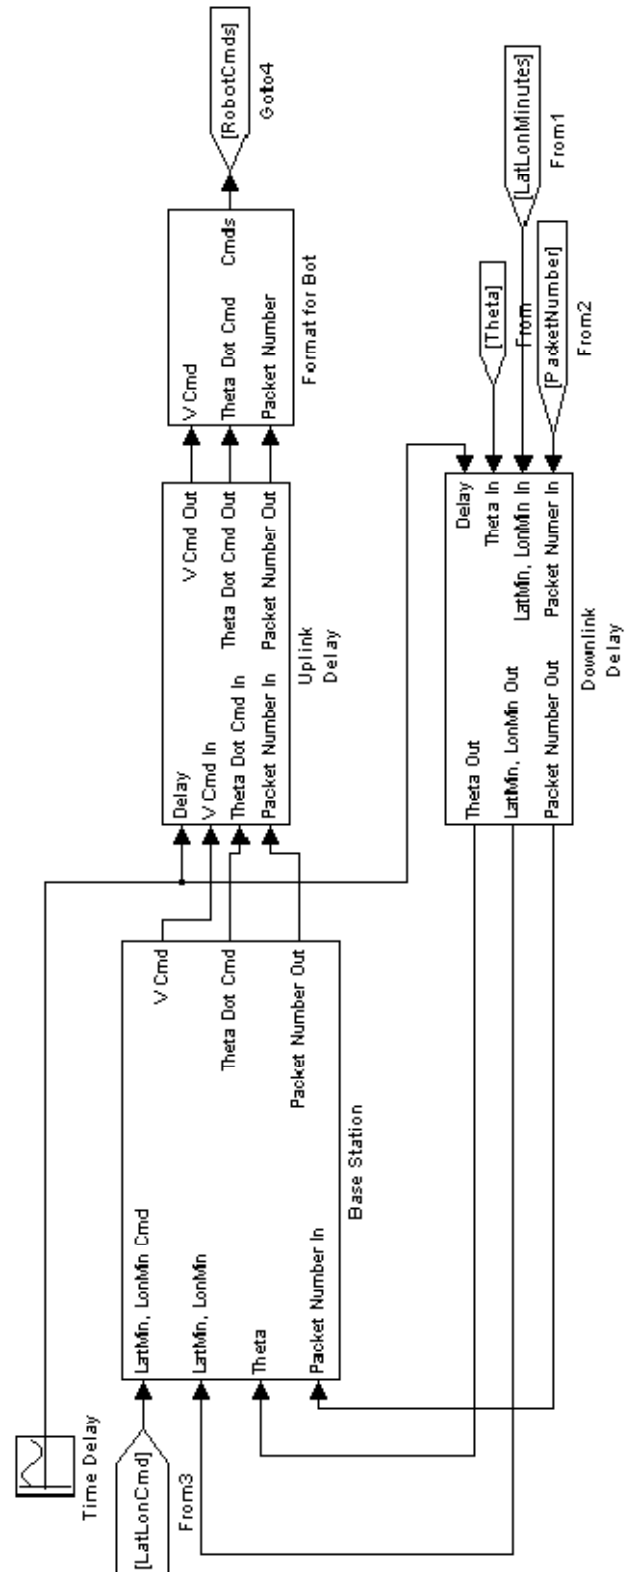 Time Delay
[LatLonCmd]
From3
LatMin, LonMin Cmd
LatMin, LonMin
Theta
Packet Number In
V Cmd
Theta Dot Cmd
Packet Number Out
Base Station
Delay
V Cmd In
Theta Dot Cmd In
Packet Number In
V Cmd Out
Theta Dot Cmd Out
Packet Number Out
Uplink
Delay
V Cmd
Theta Dot Cmd
Packet Number
Cmds
Format for Bot
[RobotCmds]
Goto4
Theta Out
LatMin, LonMin Out
Packet Number Out
Delay
Theta In
LatMin, LonMin In
Packet Numer In
Downlink
Delay
[Theta]
From
[LatLonMinutes]
From1
[PacketNumber]
From2